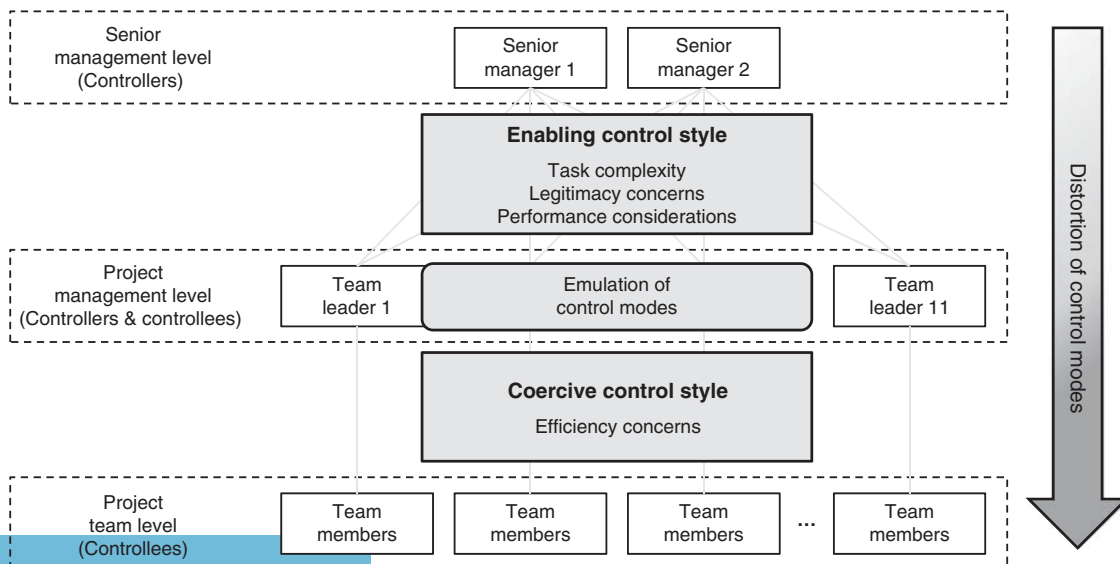 Senior
management level
(Controllers)
Senior
manager 1
Senior
manager 2
Enabling control style
Task complexity
Legitimacy concerns
Performance considerations
Project
management level
(Controllers & controllees)
Team
leader 1
Emulation of
control modes
Team
leader 11
Coercive control style
Efficiency concerns
Project
team level
(Controllees)
Team
members
Team
members
Team
members
...
Team
members
Distortion of control modes